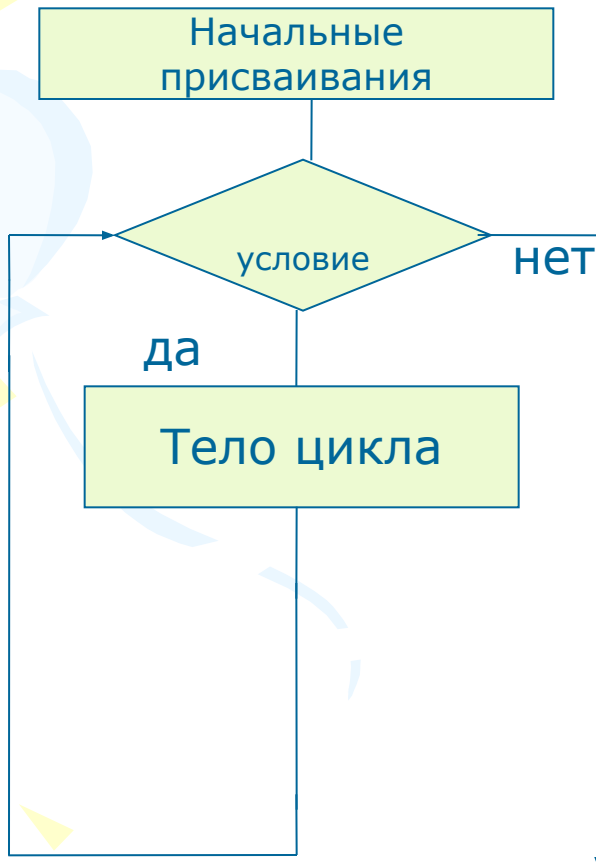 Начальные
присваивания
условие
нет
да
Тело цикла